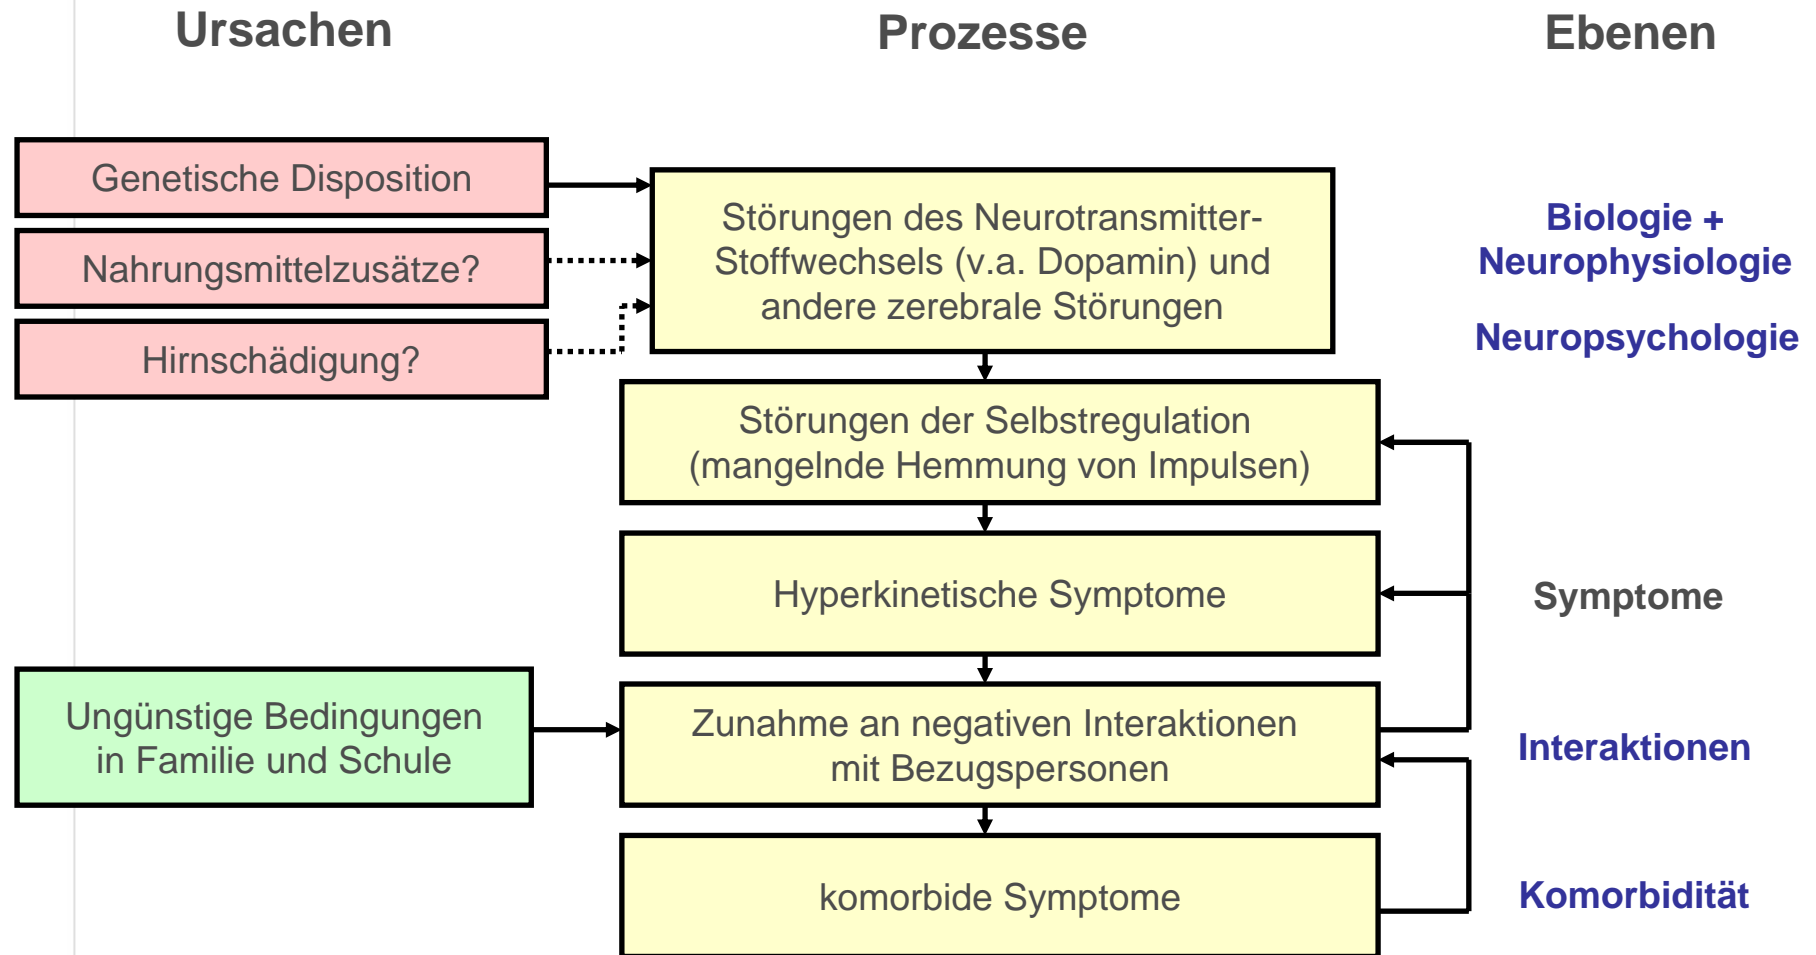 Ursachen
Prozesse
Ebenen
Genetische Disposition
Nahrungsmittelzusätze?
Hirnschädigung?
Störungen des Neurotransmitter-
Stoffwechsels (v.a. Dopamin) und
andere zerebrale Störungen
Biologie +
Neurophysiologie
Neuropsychologie
Störungen der Selbstregulation
(mangelnde Hemmung von Impulsen)
Hyperkinetische Symptome
Symptome
Ungünstige Bedingungen
in Familie und Schule
Zunahme an negativen Interaktionen
mit Bezugspersonen
Interaktionen
komorbide Symptome
Komorbidität